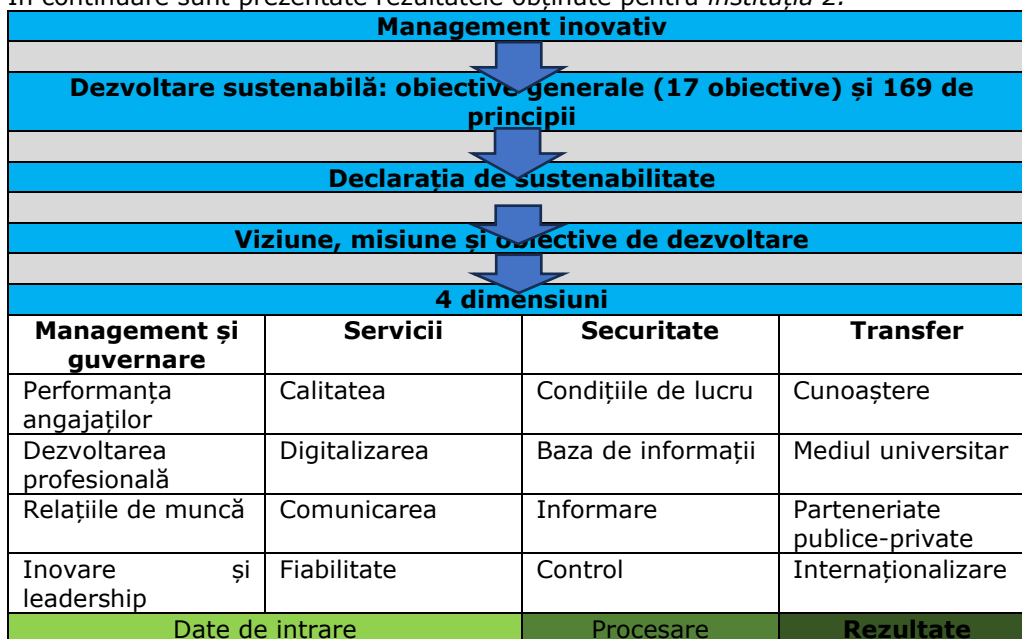 În continuare sunt prezentate rezultatele obținute pentru instituția 2.
Management inovativ
Dezvoltare sustenabilă: obiective generale (17 obiective) și 169 de
principii
Declarația de sustenabilitate
Viziune, misiune și obiective de dezvoltare
4 dimensiuni
Management și guvernare Servicii Securitate Transfer
Performanța angajaților Calitatea Condițiile de lucru Cunoaștere
Dezvoltarea profesională Digitalizarea Baza de informații Mediul universitar
Relațiile de muncă Comunicarea Informare Parteneriate publice-private
Inovare și leadership Fiabilitate Control Internaționalizare
Date de intrare Procesare Rezultate